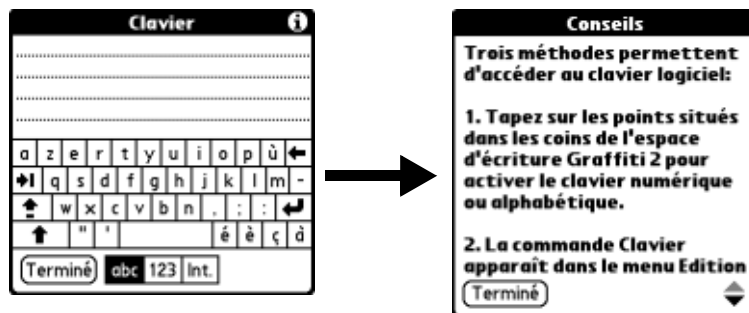 Clavier
a z e r t y u i o p ù
q s d f g h j k l m -
w x c v b n , ; :
" ' é è ç à
Terminé abc 123 Int.
Conseils
Trois méthodes permettent
d'accéder au clavier logiciel:
1. Tapez sur les points situés
dans les coins de l'espace
d'écriture Graffiti 2 pour
activer le clavier numérique
ou alphabétique.
2. La commande Clavier
apparaît dans le menu Edition
Terminé